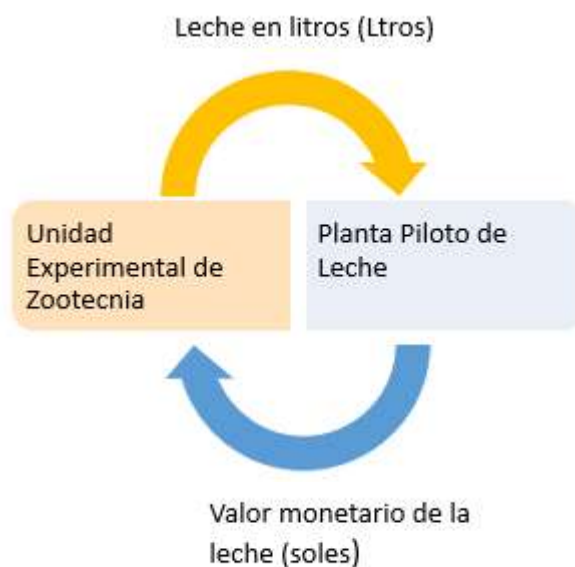 Leche en litros (Ltros)
Unidad
Experimental de
Zootecnia
Planta Piloto de
Leche
Valor monetario de la
leche (soles)